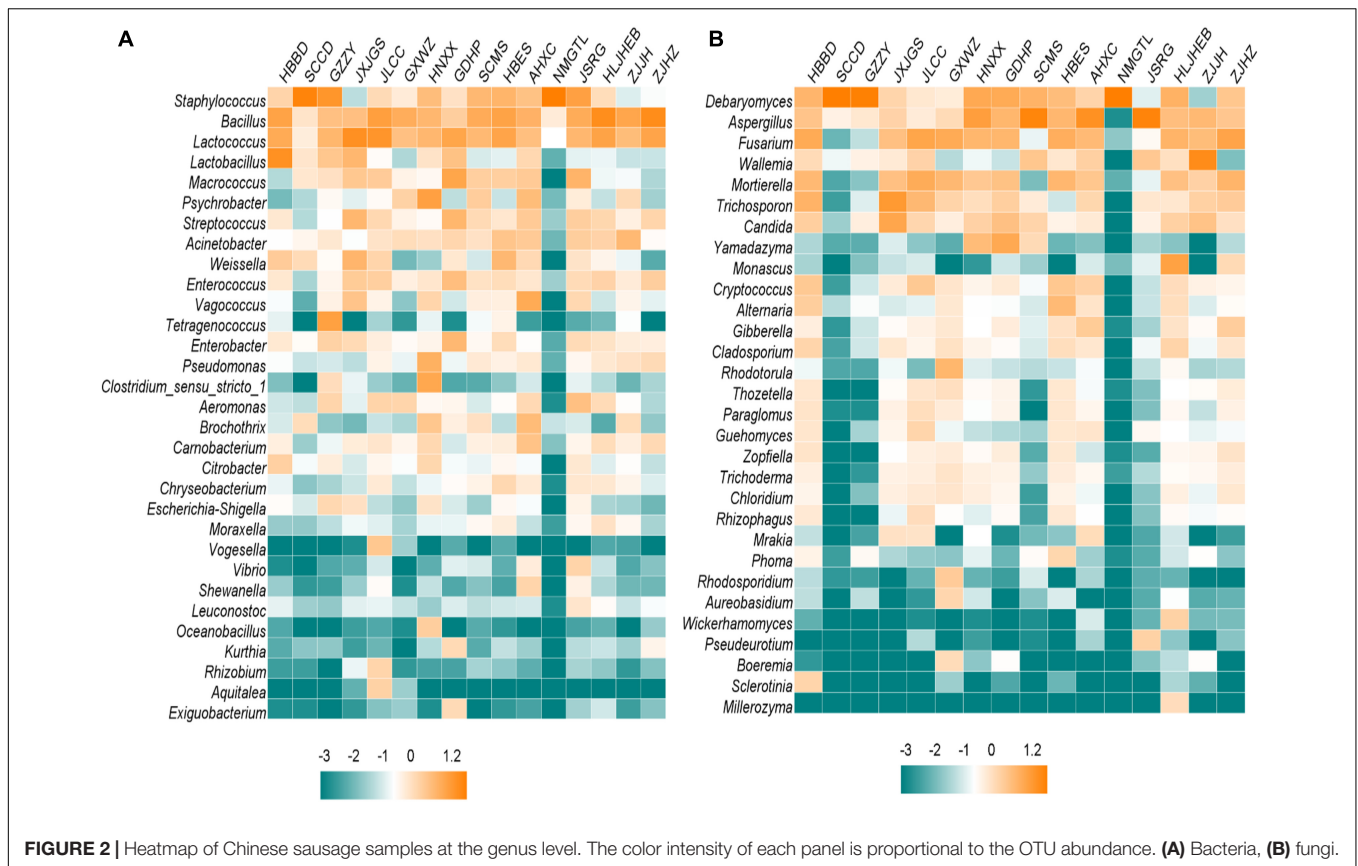 A
HBBD SCCD GZZY JXJGS JLCC GXWZ HNXX GDHP SCMS HBES AHXC NMGTL JSRG HLJHEB ZJJH ZJHZ
Staphylococcus
Bacillus
Lactococcus
Lactobacillus
Macrococcus
Psychrobacter
Streptococcus
Acinetobacter
Weissella
Enterococcus
Vagococcus
Tetragenococcus
Enterobacter
Pseudomonas
Clostridium_sensu_stricto_1
Aeromonas
Brochothrix
Carnobacterium
Citrobacter
Chryseobacterium
Escherichia-Shigella
Moraxella
Vogesella
Vibrio
Shewanella
Leuconostoc
Oceanobacillus
Kurthia
Rhizobium
Aquitalea
Exiguobacterium
-3 -2 -1 0 1.2
B
HBBD SCCD GZZY JXJGS JLCC GXWZ HNXX GDHP SCMS HBES AHXC NMGTL JSRG HLJHEB ZJJH ZJHZ
Debaryomyces
Aspergillus
Fusarium
Wallemia
Mortierella
Trichosporon
Candida
Yamadazyma
Monascus
Cryptococcus
Alternaria
Gibberella
Cladosporium
Rhodotorula
Thozetella
Paraglomus
Guehomyces
Zopfiella
Trichoderma
Chloridium
Rhizophagus
Mrakia
Phoma
Rhodosporidium
Aureobasidium
Wickerhamomyces
Pseudeurotium
Boeremia
Sclerotinia
Millerozyma
-3 -2 -1 0 1.2
FIGURE 2 | Heatmap of Chinese sausage samples at the genus level. The color intensity of each panel is proportional to the OTU abundance. (A) Bacteria, (B) fungi.